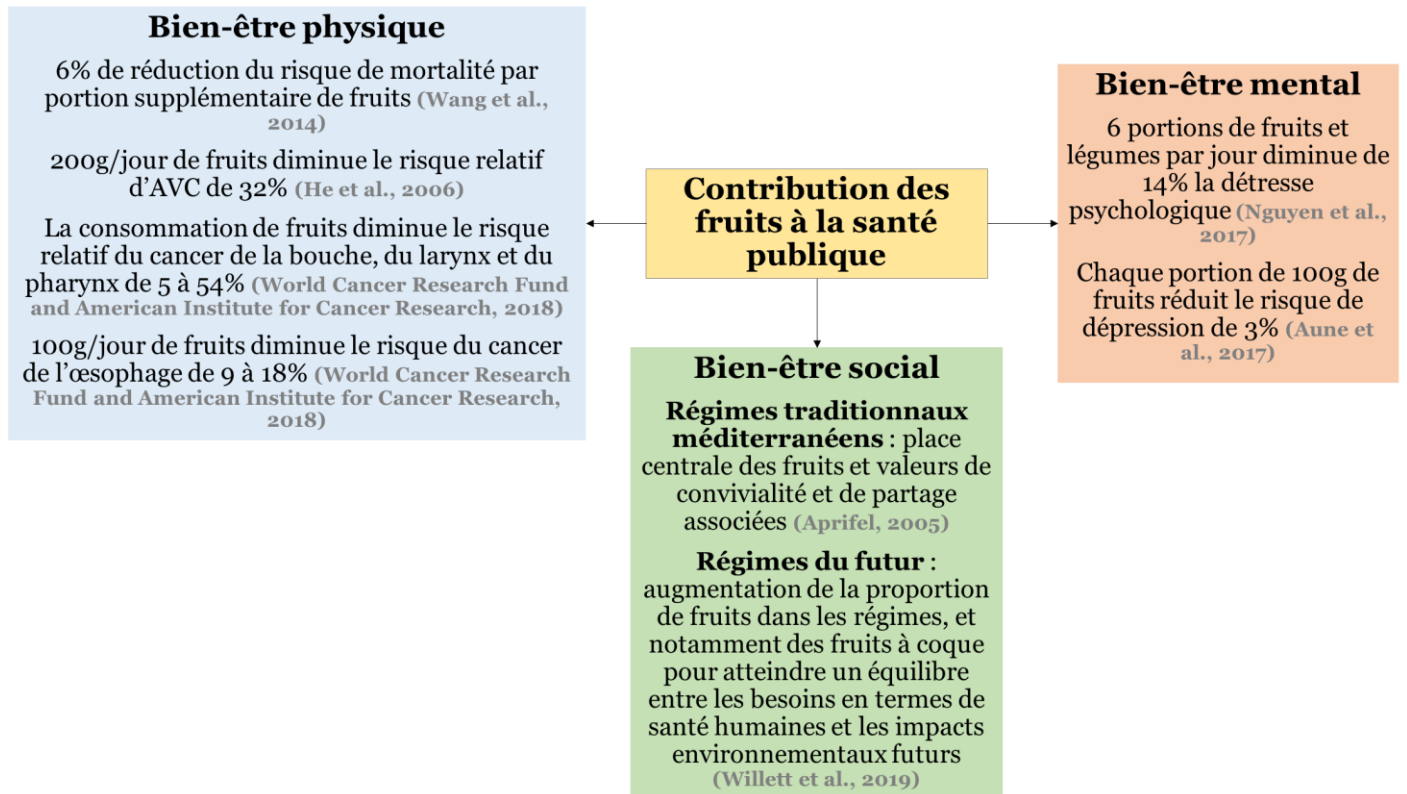 Bien-être physique
6% de réduction du risque de mortalité par
portion supplémentaire de fruits (Wang et al.,
2014)
200g/jour de fruits diminue le risque relatif
d’AVC de 32% (He et al., 2006)
La consommation de fruits diminue le risque
relatif du cancer de la bouche, du larynx et du
pharynx de 5 à 54% (World Cancer Research Fund
and American Institute for Cancer Research, 2018)
100g/jour de fruits diminue le risque du cancer
de l’œsophage de 9 à 18% (World Cancer Research
Fund and American Institute for Cancer Research,
2018)
Contribution des
fruits à la santé
publique
Bien-être mental
6 portions de fruits et
légumes par jour diminue de
14% la détresse
psychologique (Nguyen et al.,
2017)
Chaque portion de 100g de
fruits réduit le risque de
dépression de 3% (Aune et
al., 2017)
Bien-être social
Régimes traditionnaux
méditerranéens : place
centrale des fruits et valeurs de
convivialité et de partage
associées (Aprifel, 2005)
Régimes du futur :
augmentation de la proportion
de fruits dans les régimes, et
notamment des fruits à coque
pour atteindre un équilibre
entre les besoins en termes de
santé humaines et les impacts
environnementaux futurs
(Willett et al., 2019)